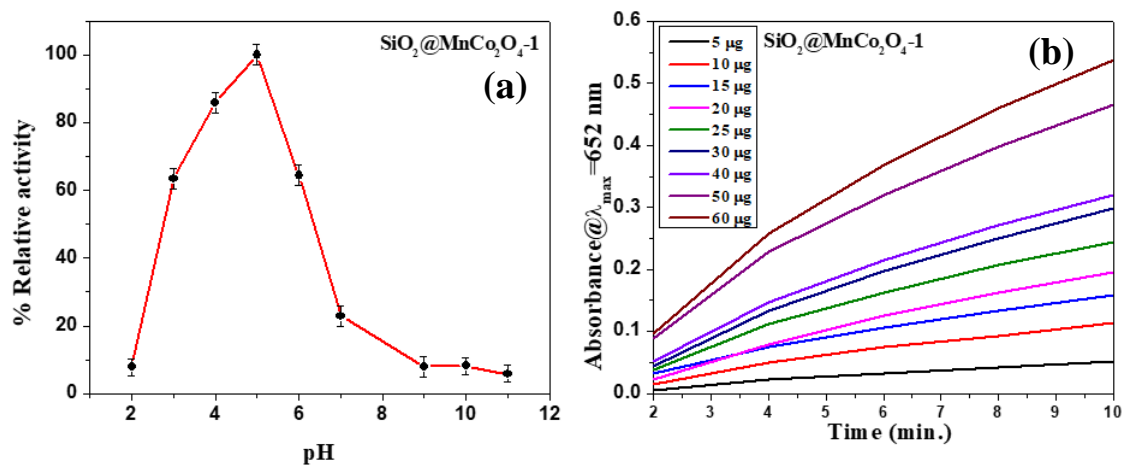 SiO2@MnCo2O4-1
(a)
% Relative activity
100
80
60
40
20
0
2
4
6
8
10
12
pH
SiO2@MnCo2O4-1
(b)
5 µg
10 µg
15 µg
20 µg
25 µg
30 µg
40 µg
50 µg
60 µg
Absorbance@λmax=652 nm
0.6
0.5
0.4
0.3
0.2
0.1
0.0
2
3
4
5
6
7
8
9
10
Time (min.)